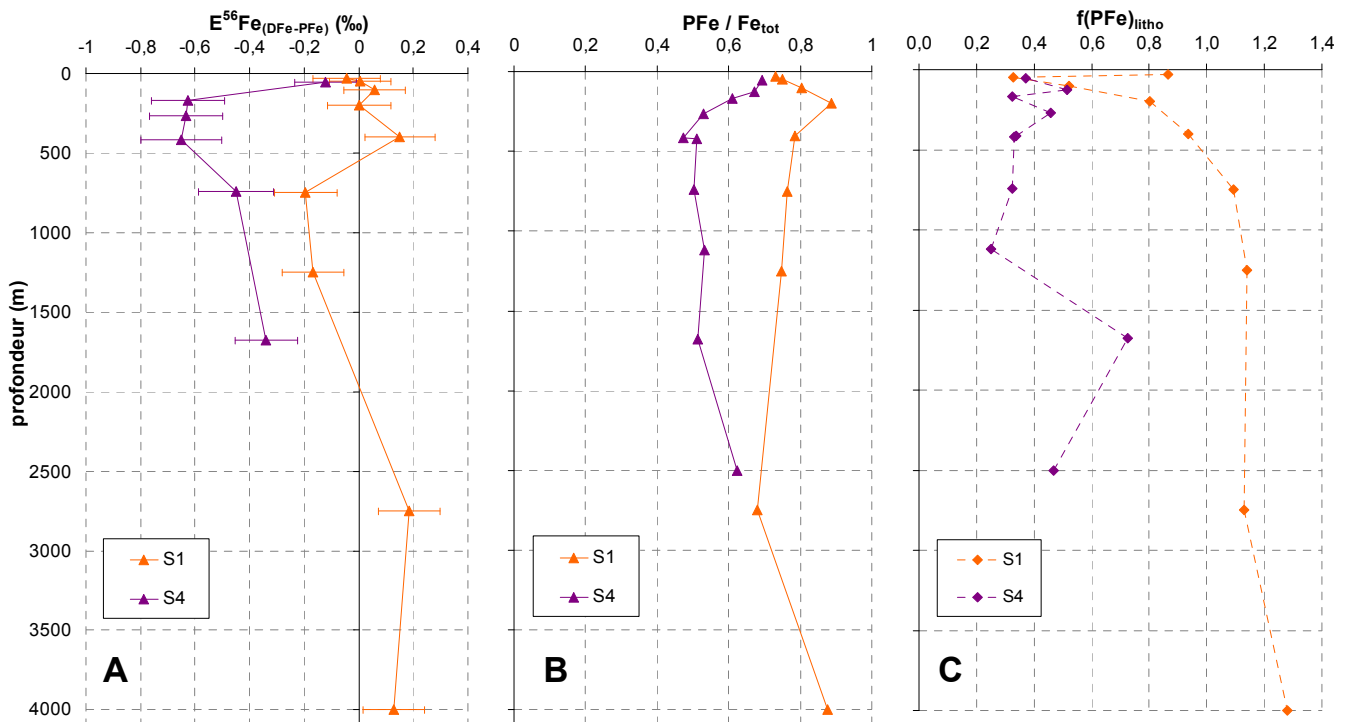 E56Fe(DFe-PFe) (‰)
-1 -0,8 -0,6 -0,4 -0,2 0 0,2 0,4
profondeur (m)
0
500
1000
1500
2000
2500
3000
3500
4000
S1
S4
A
PFe / Fetot
0 0,2 0,4 0,6 0,8 1
S1
S4
B
f(PFe)litho
0,0 0,2 0,4 0,6 0,8 1,0 1,2 1,4
S1
S4
C